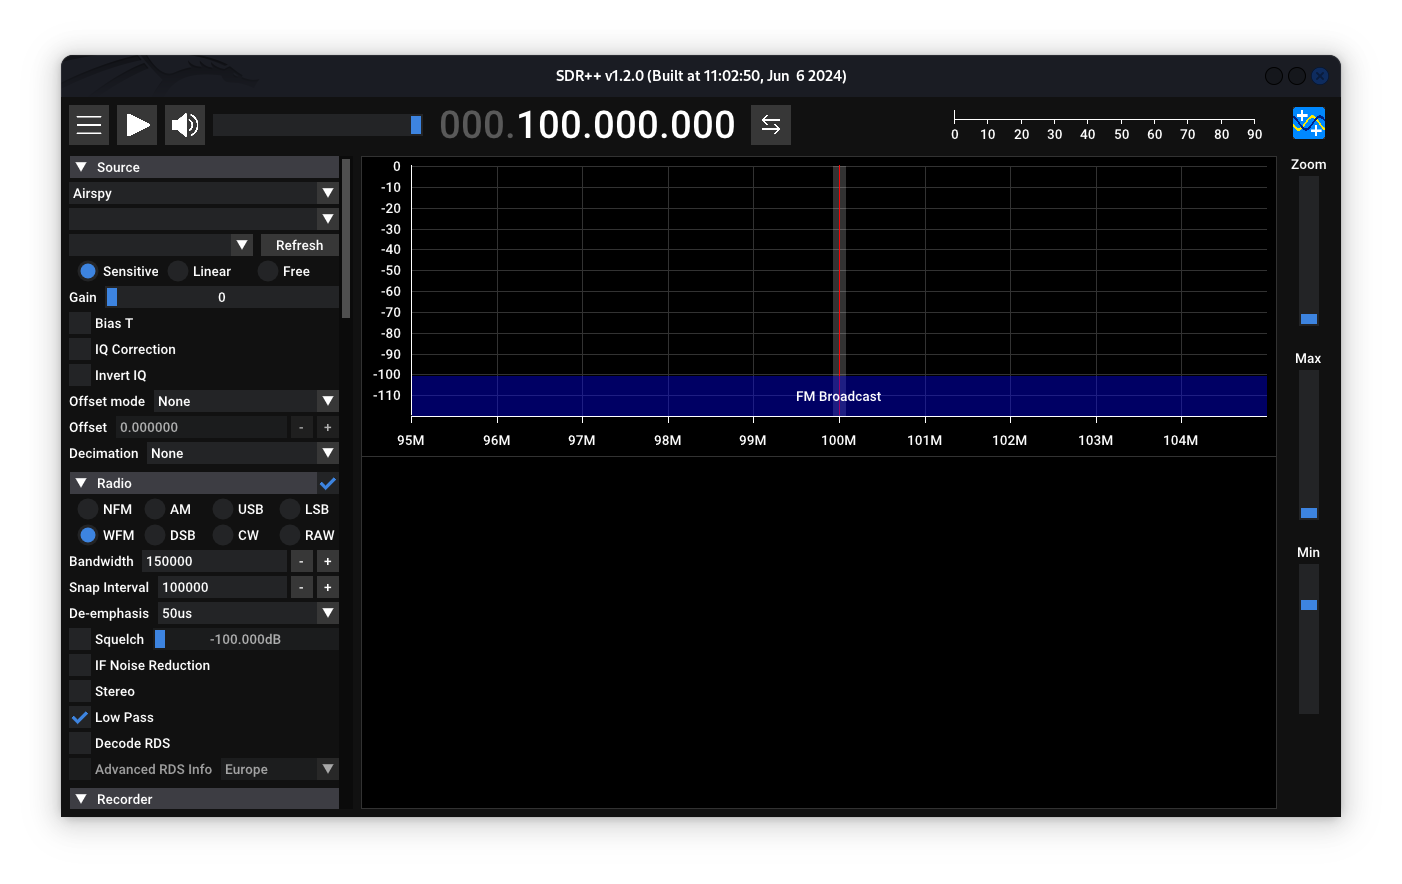 SDR++ v1.2.0 (Built at 11:02:50, Jun  6 2024)
000.100.000.000
0 10 20 30 40 50 60 70 80 90
Source
Airspy
Refresh
Sensitive Linear Free
Gain 0
Bias T
IQ Correction
Invert IQ
Offset mode None
Offset 0.000000 - +
Decimation None
Radio
NFM AM USB LSB
WFM DSB CW RAW
Bandwidth 150000 - +
Snap Interval 100000 - +
De-emphasis 50us
Squelch -100.000dB
IF Noise Reduction
Stereo
Low Pass
Decode RDS
Advanced RDS Info Europe
Recorder
0
-10
-20
-30
-40
-50
-60
-70
-80
-90
-100
-110
FM Broadcast
95M 96M 97M 98M 99M 100M 101M 102M 103M 104M
Zoom
Max
Min